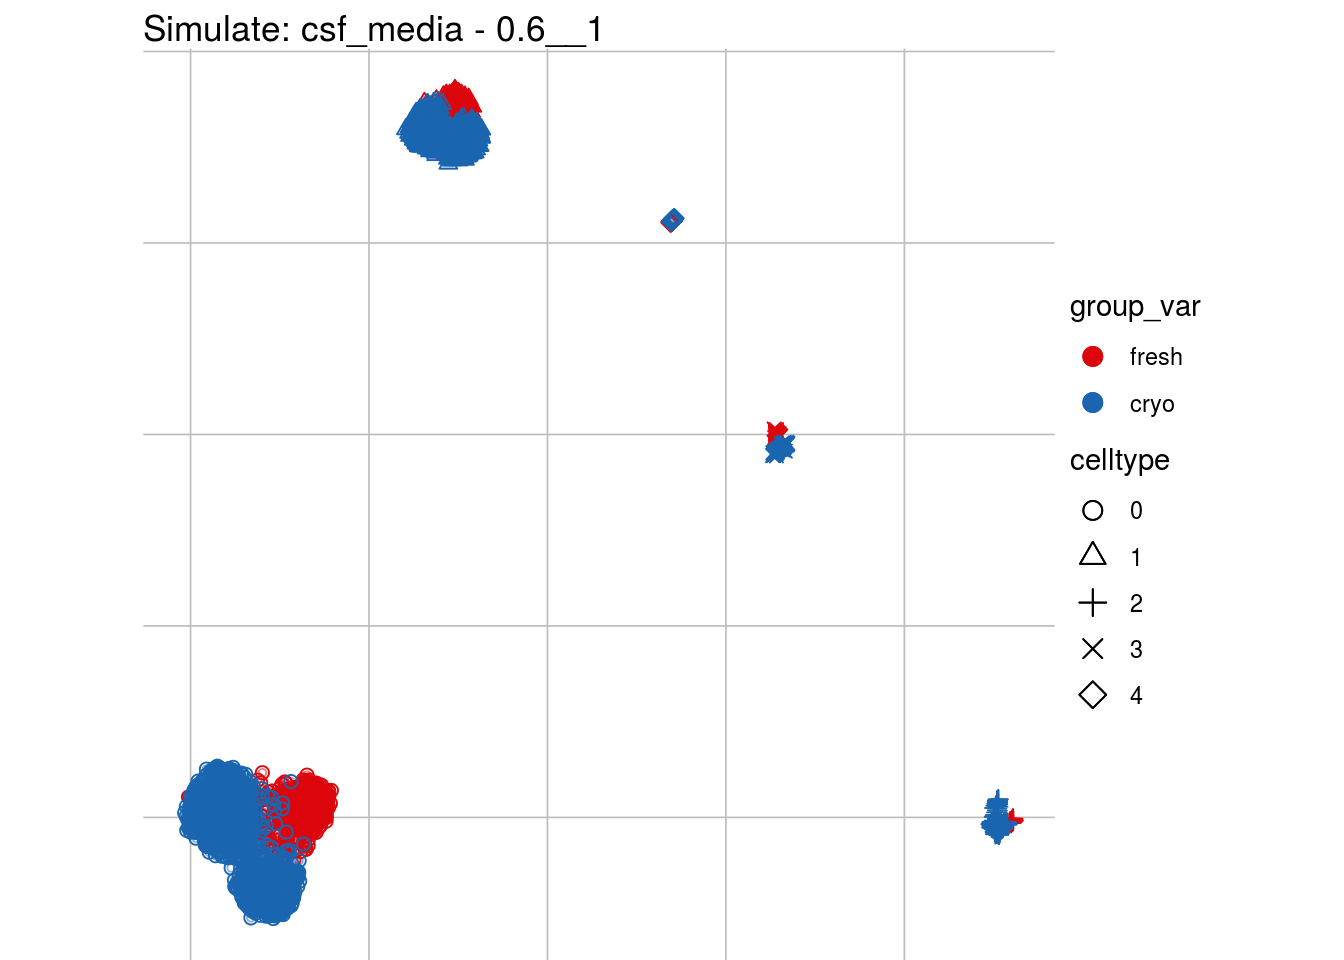 Simulate: csf_media - 0.6__1
group_var
fresh
cryo
celltype
0
1
2
3
4